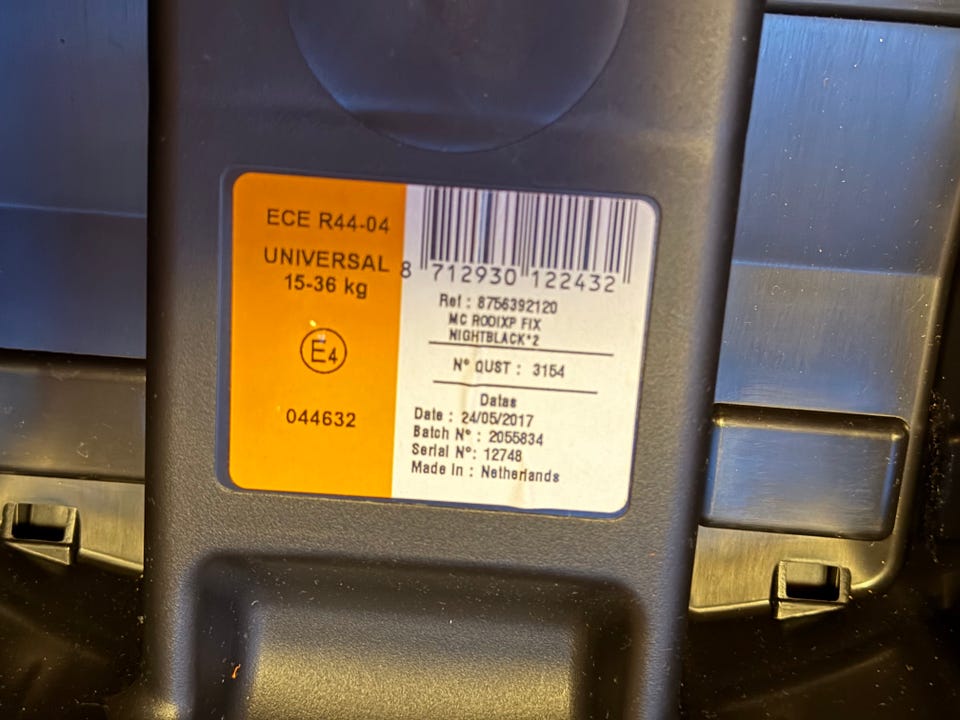 ECE R44-04
UNIVERSAL
15-36 kg
E4
044632
8 712930 122432
Ref : 8756392120
MC RODIXP FIX
NIGHTBLACK*2
N° QUST : 3154
Datas
Date : 24/05/2017
Batch N° : 2055834
Serial N°: 12748
Made in : Netherlands